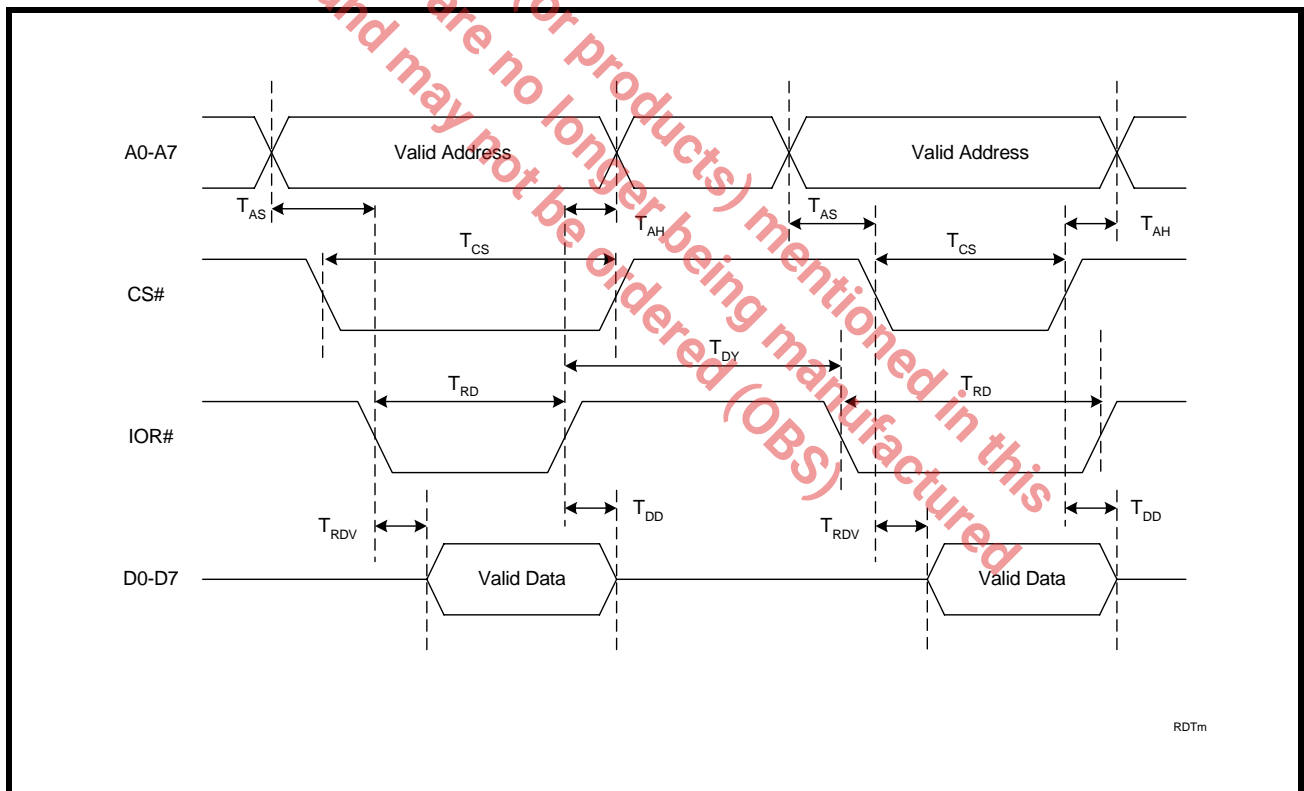 (or products) mentioned in this
are no longer being manufactured
and may not be ordered (OBS)
A0-A7
Valid Address
Valid Address
TAS
TAH
TAS
TAH
TCS
TCS
CS#
TDY
TRD
TRD
IOR#
TRDV
TDD
TRDV
TDD
D0-D7
Valid Data
Valid Data
RDTm